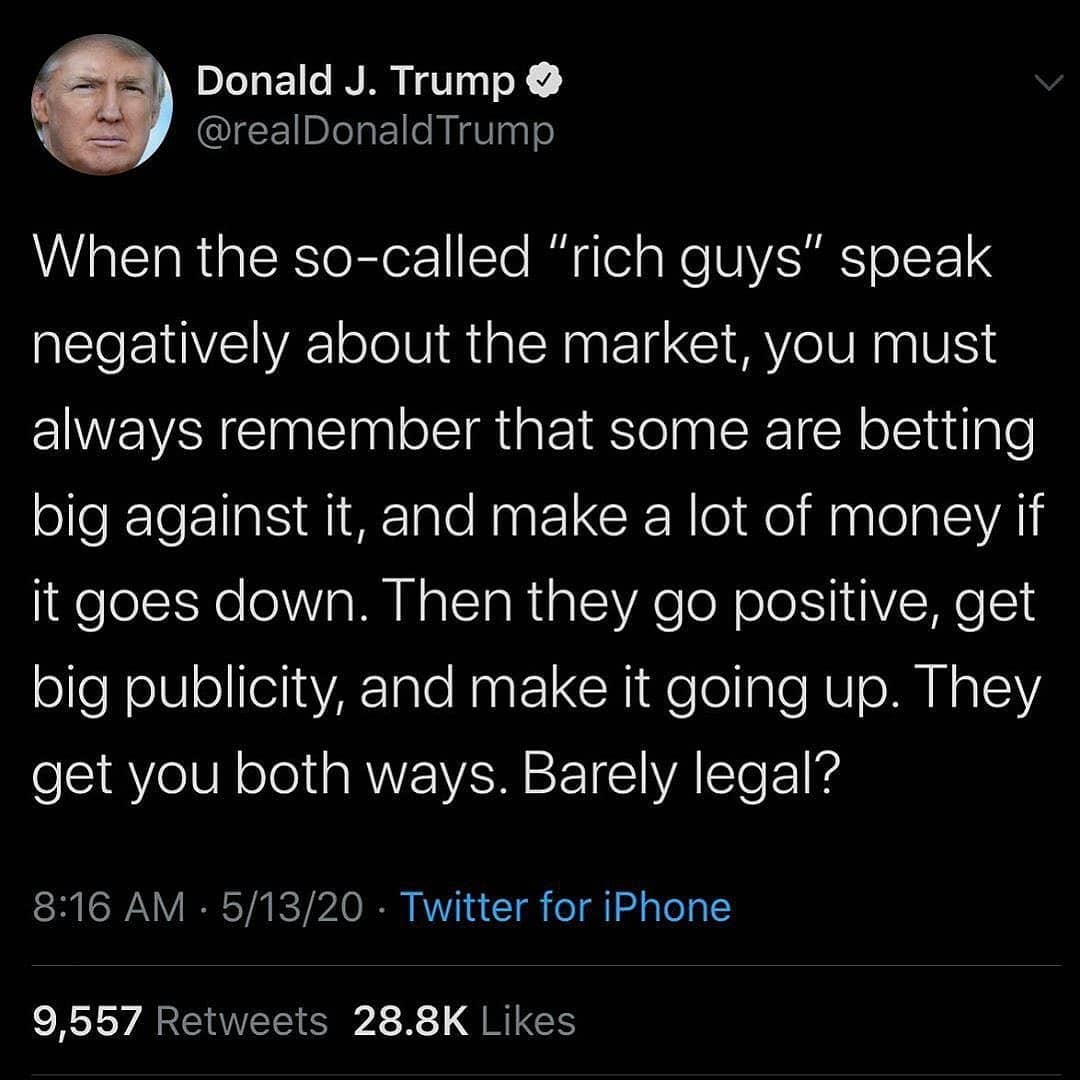 Donald J. Trump
@realDonaldTrump
When the so-called “rich guys” speak
negatively about the market, you must
always remember that some are betting
big against it, and make a lot of money if
it goes down. Then they go positive, get
big publicity, and make it going up. They
get you both ways. Barely legal?
8:16 AM · 5/13/20 · Twitter for iPhone
9,557 Retweets 28.8K Likes